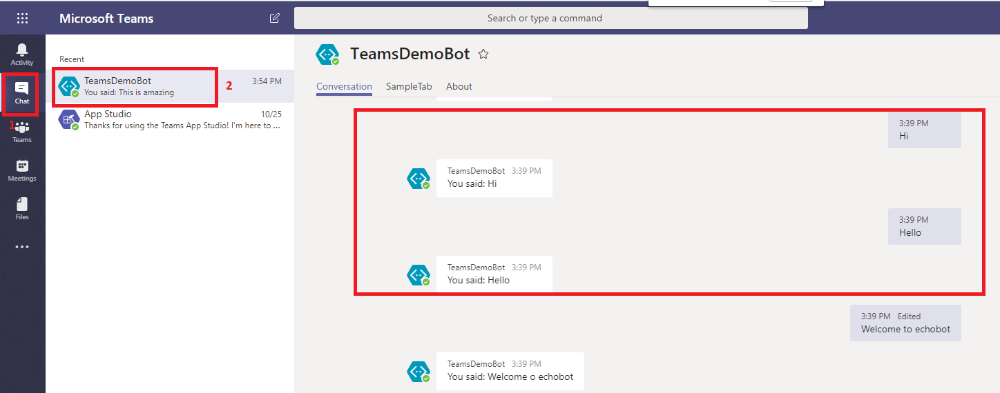 Microsoft Teams
Search or type a command
Activity
Chat
1
Teams
Meetings
Files
Recent
TeamsDemoBot
3:54 PM
You said: This is amazing
2
App Studio
10/25
Thanks for using the Teams App Studio! I'm here to ...
TeamsDemoBot
Conversation SampleTab About
3:39 PM
Hi
TeamsDemoBot 3:39 PM
You said: Hi
3:39 PM
Hello
TeamsDemoBot 3:39 PM
You said: Hello
3:39 PM Edited
Welcome to echobot
TeamsDemoBot 3:39 PM
You said: Welcome o echobot